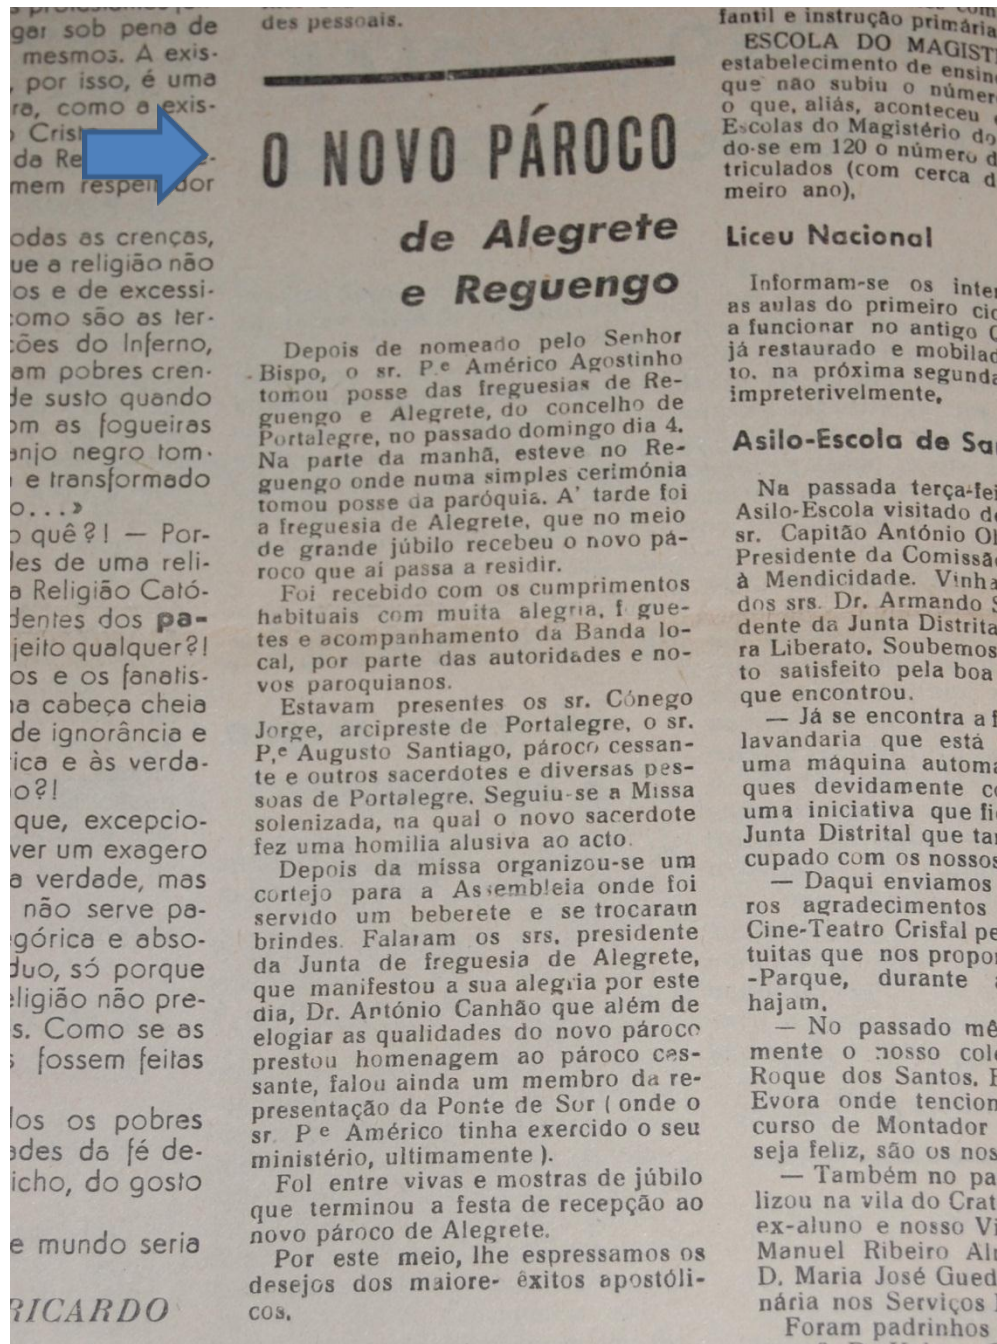 gar sob pena de
mesmos. A exis-
, por isso, é uma
ra, como a exis-
Crist
da Re
mem respei dor
odas as crenças,
ue a religião não
os e de excessi-
como são as ter-
ções do Inferno,
am pobres cren-
de susto quando
om as fogueiras
anjo negro tom-
e transformado
o...»
o quê?! — Por-
des de uma reli-
a Religião Cató-
dentes dos pa-
jeito qualquer?!
os e os fanatis-
a cabeça cheia
de ignorância e
rica e às verda-
o?!
que, excepcio-
ver um exagero
a verdade, mas
não serve pa-
górica e abso-
duo, só porque
eligião não pre-
s. Como se as
fossem feitas
dos os pobres
ades da fé de-
icho, do gosto
e mundo seria
RICARDO
des pessoais.
O NOVO PÁROCO
de Alegrete
e Reguengo
Depois de nomeado pelo Senhor
Bispo, o sr. P.e Américo Agostinho
tomou posse das freguesias de Re-
guengo e Alegrete, do concelho de
Portalegre, no passado domingo dia 4.
Na parte da manhã, esteve no Re-
guengo onde numa simples cerimónia
tomou posse da paróquia. A' tarde foi
a freguesia de Alegrete, que no meio
de grande júbilo recebeu o novo pá-
roco que aí passa a residir.
Foi recebido com os cumprimentos
habituais com muita alegria, f gue-
tes e acompanhamento da Banda lo-
cal, por parte das autoridades e no-
vos paroquianos.
Estavam presentes os sr. Cónego
Jorge, arcipreste de Portalegre, o sr.
P,e Augusto Santiago, pároco cessan-
te e outros sacerdotes e diversas pes-
soas de Portalegre. Seguiu-se a Missa
solenizada, na qual o novo sacerdote
fez uma homilia alusiva ao acto.
Depois da missa organizou-se um
cortejo para a Assembleia onde foi
servido um beberete e se trocaram
brindes. Falaram os srs. presidente
da Junta de freguesia de Alegrete,
que manifestou a sua alegria por este
dia, Dr. António Canhão que além de
elogiar as qualidades do novo pároco
prestou homenagem ao pároco ces-
sante, falou ainda um membro da re-
presentação da Ponte de Sor ( onde o
sr. P e Américo tinha exercido o seu
ministério, ultimamente ).
Fol entre vivas e mostras de júbilo
que terminou a festa de recepção ao
novo pároco de Alegrete.
Por este meio, lhe espressamos os
desejos dos maiore- êxitos apostóli-
cos.
fantil e instrução primária
ESCOLA DO MAGIST
estabelecimento de ensin
que não subiu o númer
o que, aliás, aconteceu
Escolas do Magistério do
do-se em 120 o número d
triculados (com cerca d
meiro ano),
Liceu Nacional
Informam-se os inter
as aulas do primeiro cic
a funcionar no antigo C
já restaurado e mobilad
to, na próxima segunda
impreterivelmente,
Asilo-Escola de Sa
Na passada terça-fei
Asilo-Escola visitado de
sr. Capitão António Ol
Presidente da Comissã
à Mendicidade. Vinha
dos srs. Dr. Armando S
dente da Junta Distrita
ra Liberato, Soubemos
to satisfeito pela boa
que encontrou.
— Já se encontra a f
lavandaria que está
uma máquina automa
ques devidamente co
uma iniciativa que fi
Junta Distrital que tan
cupado com os nossos
— Daqui enviamos
ros agradecimentos
Cine-Teatro Crisfal pe
tuitas que nos propor
-Parque, durante
hajam,
— No passado mê
mente o nosso cole
Roque dos Santos, E
Evora onde tencion
curso de Montador
seja feliz, são os nos
— Também no pa
lizou na vila do Crat
ex-aluno e nosso Vi
Manuel Ribeiro Al
D. Maria José Gued
nária nos Serviços
Foram padrinhos